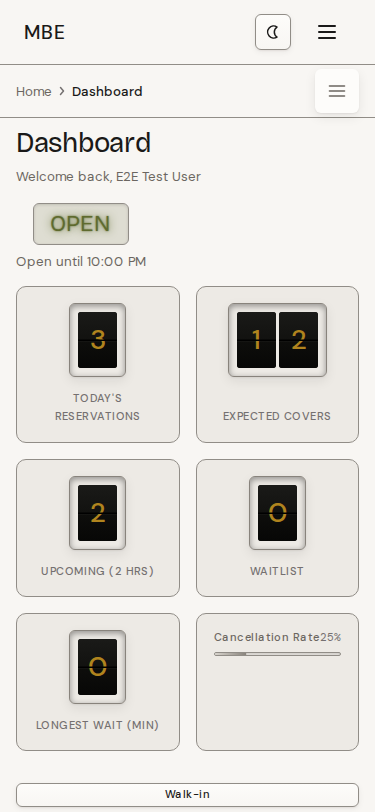 MBE
Home > Dashboard
Dashboard
Welcome back, E2E Test User
OPEN
Open until 10:00 PM
3
TODAY'S
RESERVATIONS
1 2
EXPECTED COVERS
2
UPCOMING (2 HRS)
0
WAITLIST
0
LONGEST WAIT (MIN)
Cancellation Rate 25%
Walk-in